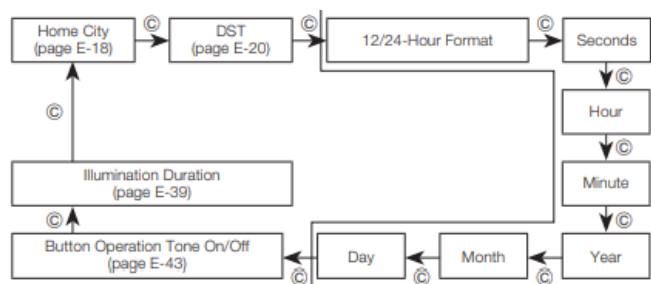 Home City
(page E-18)
©
DST
(page E-20)
©
12/24-Hour Format
©
Seconds
©
Hour
©
Minute
©
Year
©
Month
©
Day
©
Button Operation Tone On/Off
(page E-43)
©
Illumination Duration
(page E-39)
©